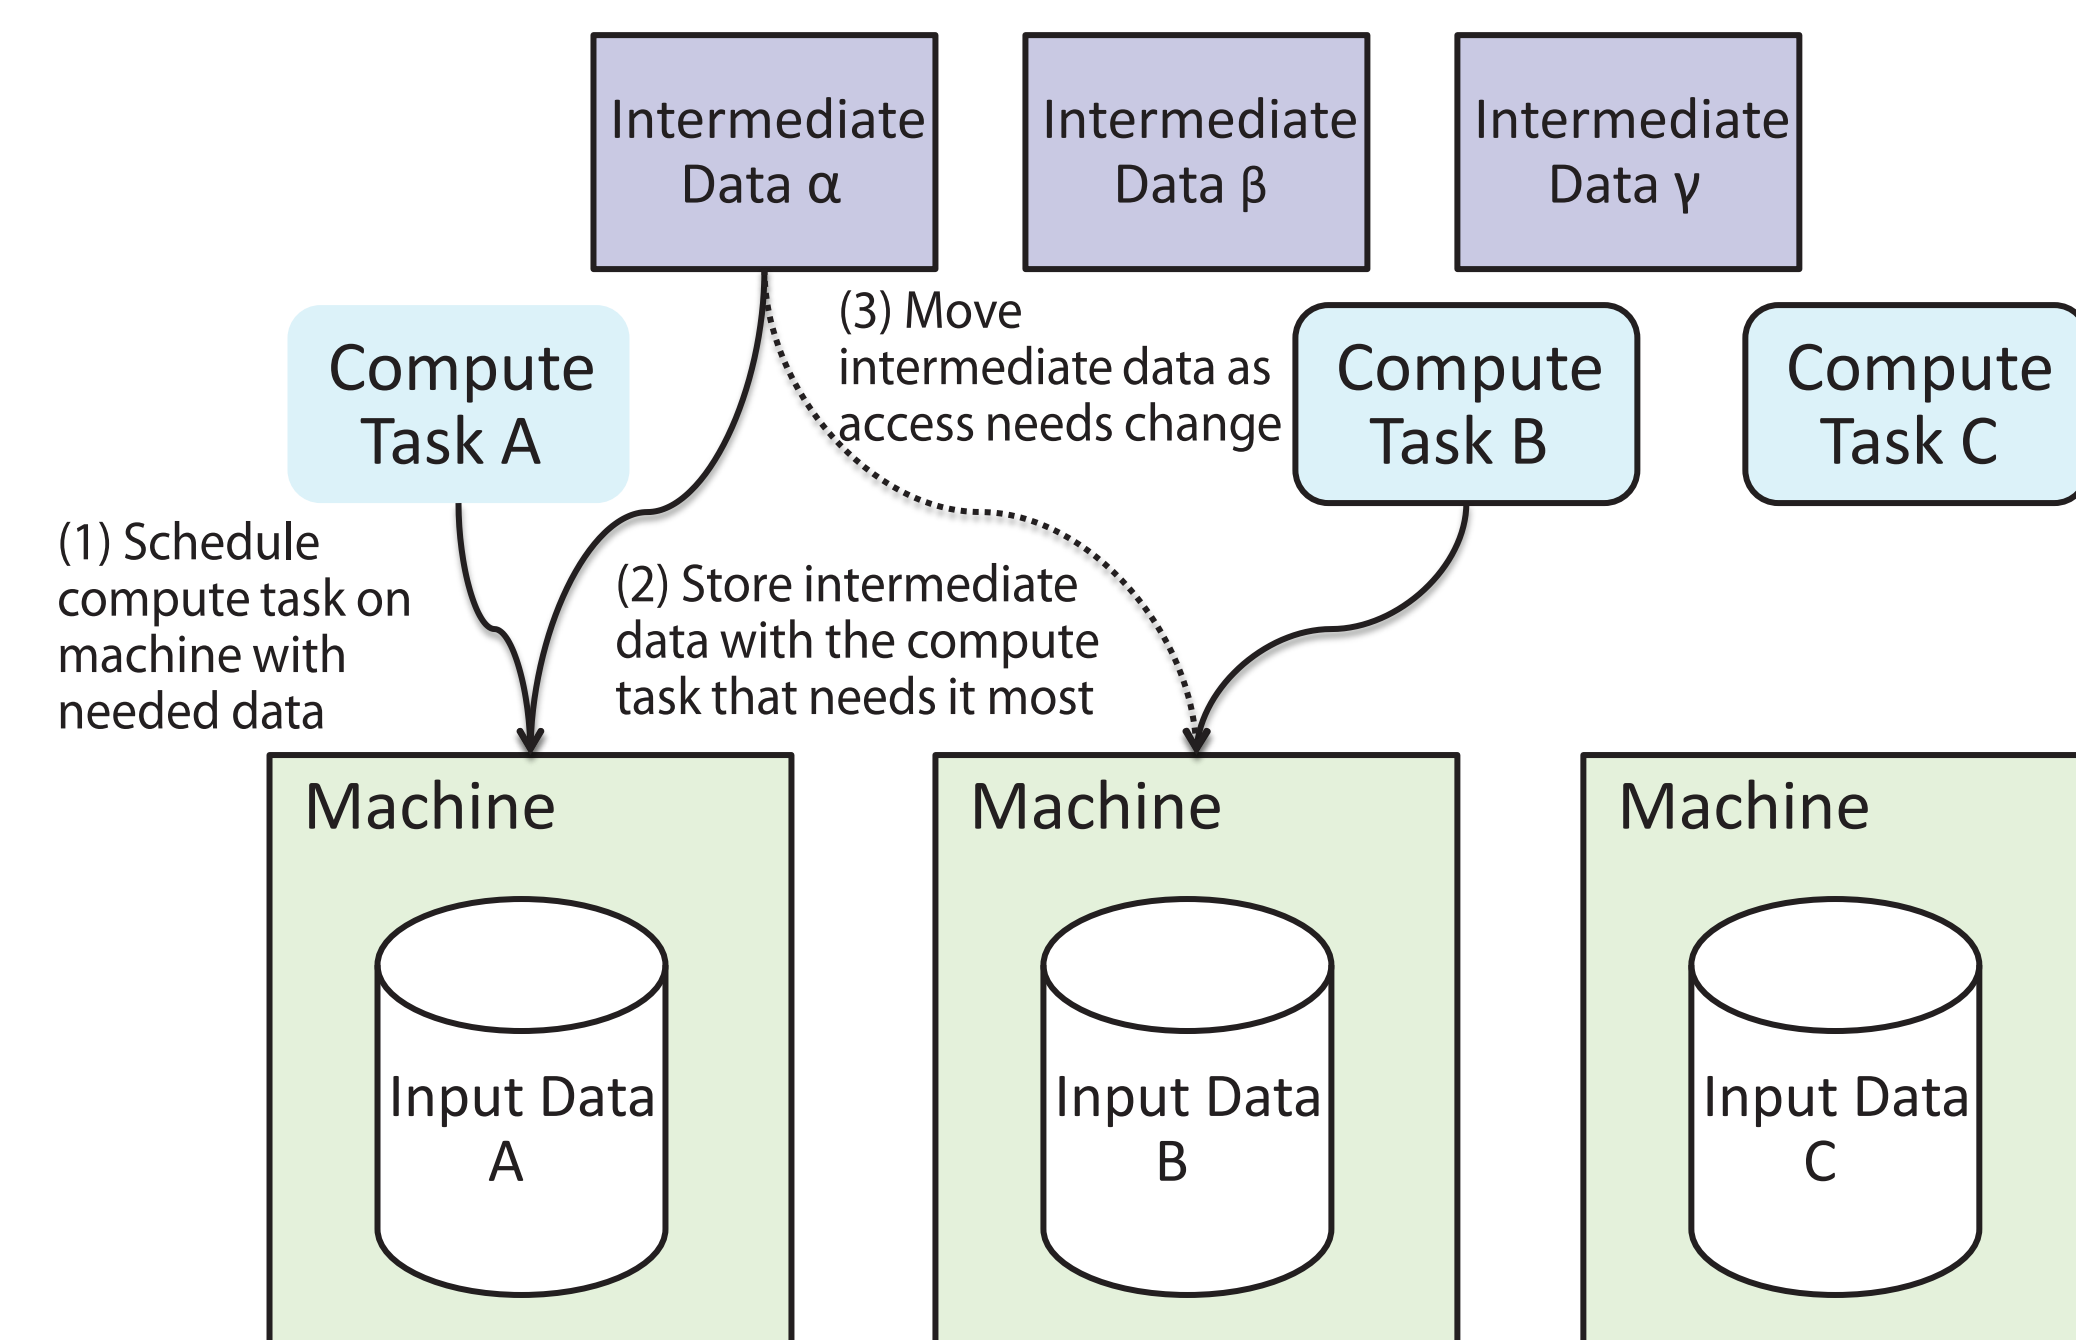 Intermediate
Data α
Intermediate
Data β
Intermediate
Data γ
Compute
Task A
(3) Move
intermediate data as
access needs change
Compute
Task B
Compute
Task C
(1) Schedule
compute task on
machine with
needed data
(2) Store intermediate
data with the compute
task that needs it most
Machine
Machine
Machine
Input Data
A
Input Data
B
Input Data
C